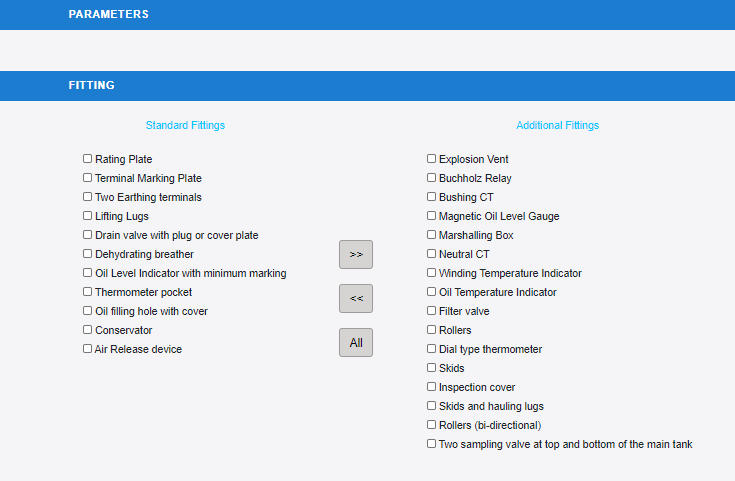 PARAMETERS
FITTING
Standard Fittings
Rating Plate
Terminal Marking Plate
Two Earthing terminals
Lifting Lugs
Drain valve with plug or cover plate
Dehydrating breather
Oil Level Indicator with minimum marking
Thermometer pocket
Oil filling hole with cover
Conservator
Air Release device
>>
<<
All
Additional Fittings
Explosion Vent
Buchholz Relay
Bushing CT
Magnetic Oil Level Gauge
Marshalling Box
Neutral CT
Winding Temperature Indicator
Oil Temperature Indicator
Filter valve
Rollers
Dial type thermometer
Skids
Inspection cover
Skids and hauling lugs
Rollers (bi-directional)
Two sampling valve at top and bottom of the main tank